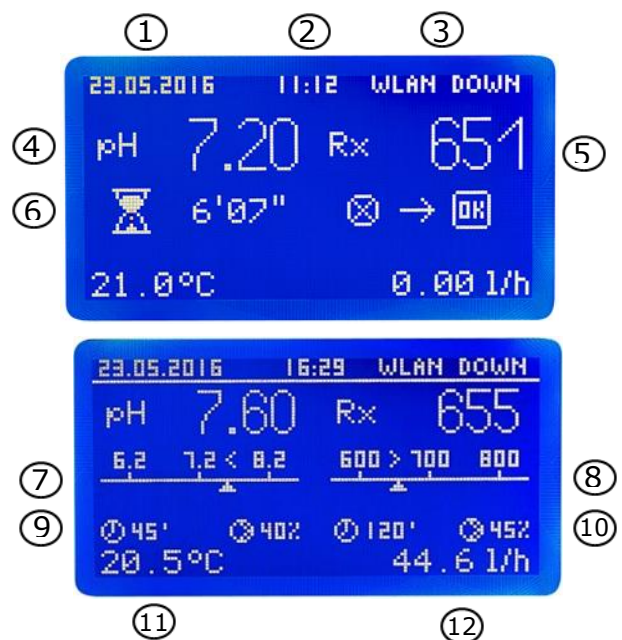 1 2 3
23.05.2016 11:12 WLAN DOWN
4 pH 7.20 Rx 651 5
6 6'07" → OK
21.0°C 0.00 l/h
23.05.2016 16:29 WLAN DOWN
pH 7.60 Rx 655
7 6.2 7.2 < 8.2 600 > 700 800 8
9 45' 40% 120' 45% 10
20.5°C 44.6 l/h
11 12